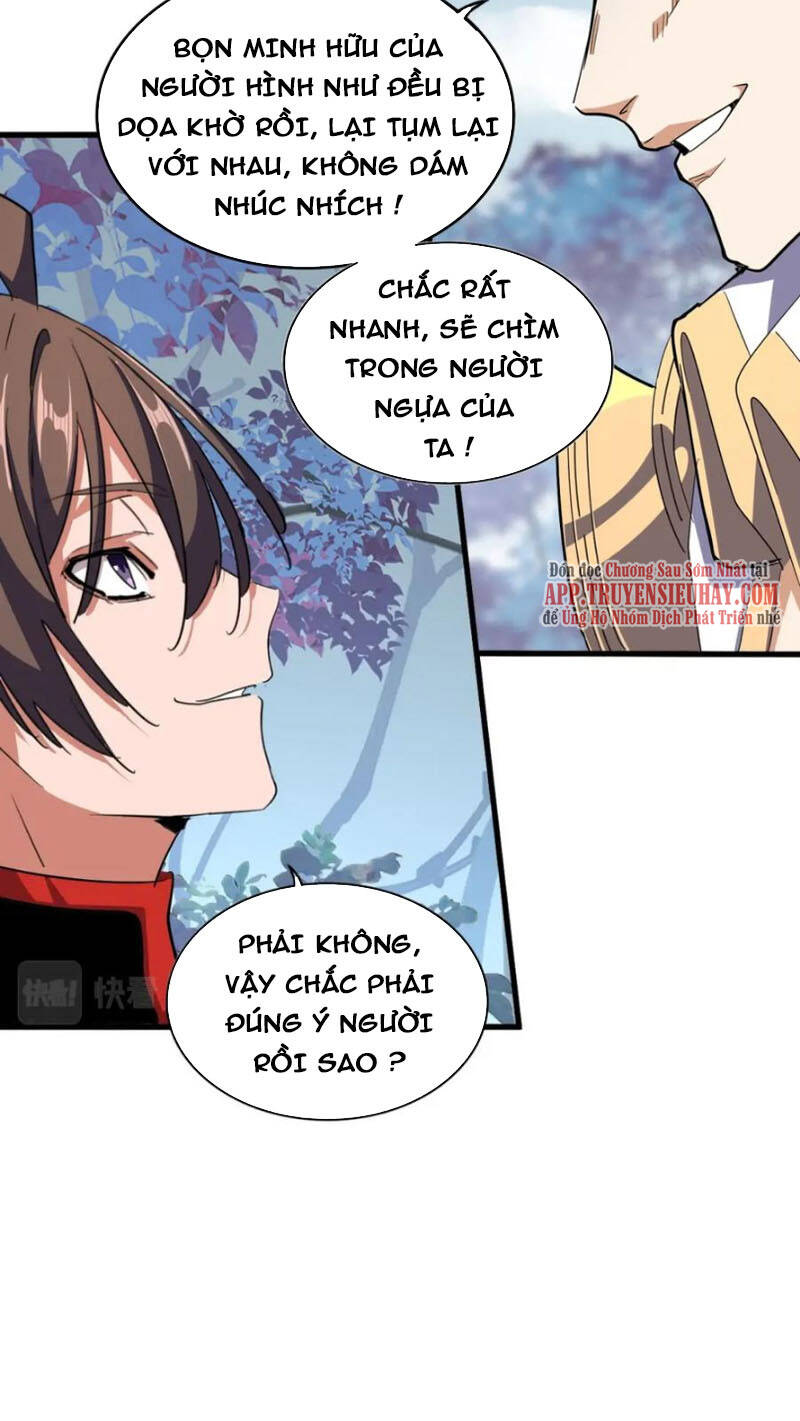 BỌN MINH HỮU CỦA
NGƯỜI HÌNH NHƯ ĐỀU BỊ
DỌA KHỜ RỒI, LẠI TỤM LẠI
VỚI NHAU, KHÔNG DÁM
NHÚC NHÍCH !
CHẮC RẤT
NHANH, SẼ CHÌM
TRONG NGƯỜI
NGỰA CỦA
TA !
Đón đọc Chương Sau Sớm Nhất tại
APP.TRUYENSIEUHAY.COM
để Ủng Hộ Nhóm Dịch Phát Triển nhé
PHẢI KHÔNG,
VẬY CHẮC PHẢI
ĐÚNG Ý NGƯỜI
RỒI SAO ?
快看! 快看